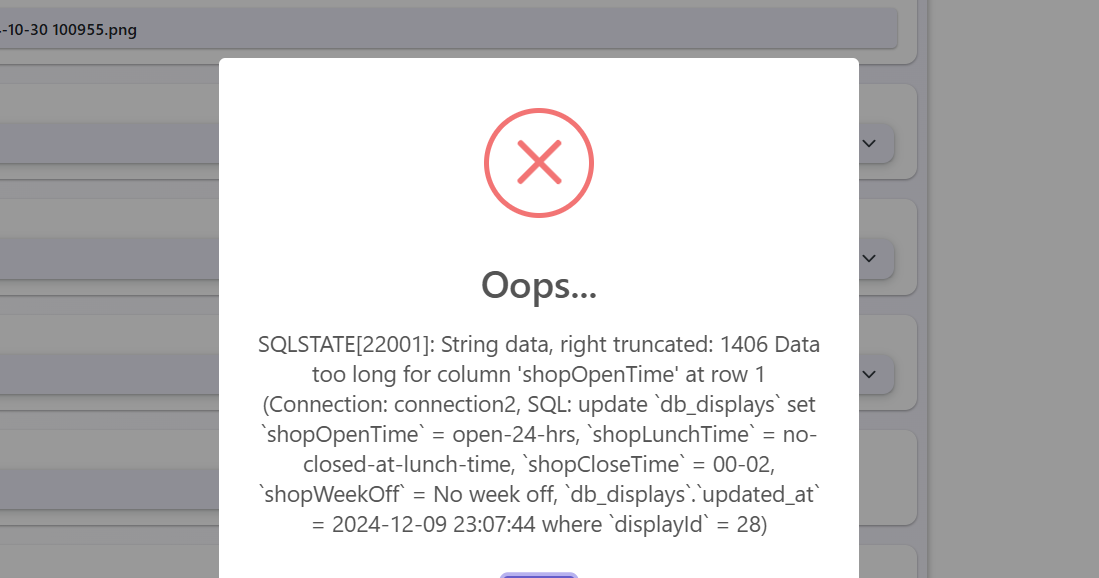 -10-30 100955.png
Oops...
SQLSTATE[22001]: String data, right truncated: 1406 Data
too long for column 'shopOpenTime' at row 1
(Connection: connection2, SQL: update `db_displays` set
`shopOpenTime` = open-24-hrs, `shopLunchTime` = no-
closed-at-lunch-time, `shopCloseTime` = 00-02,
`shopWeekOff` = No week off, `db_displays`.`updated_at`
= 2024-12-09 23:07:44 where `displayId` = 28)